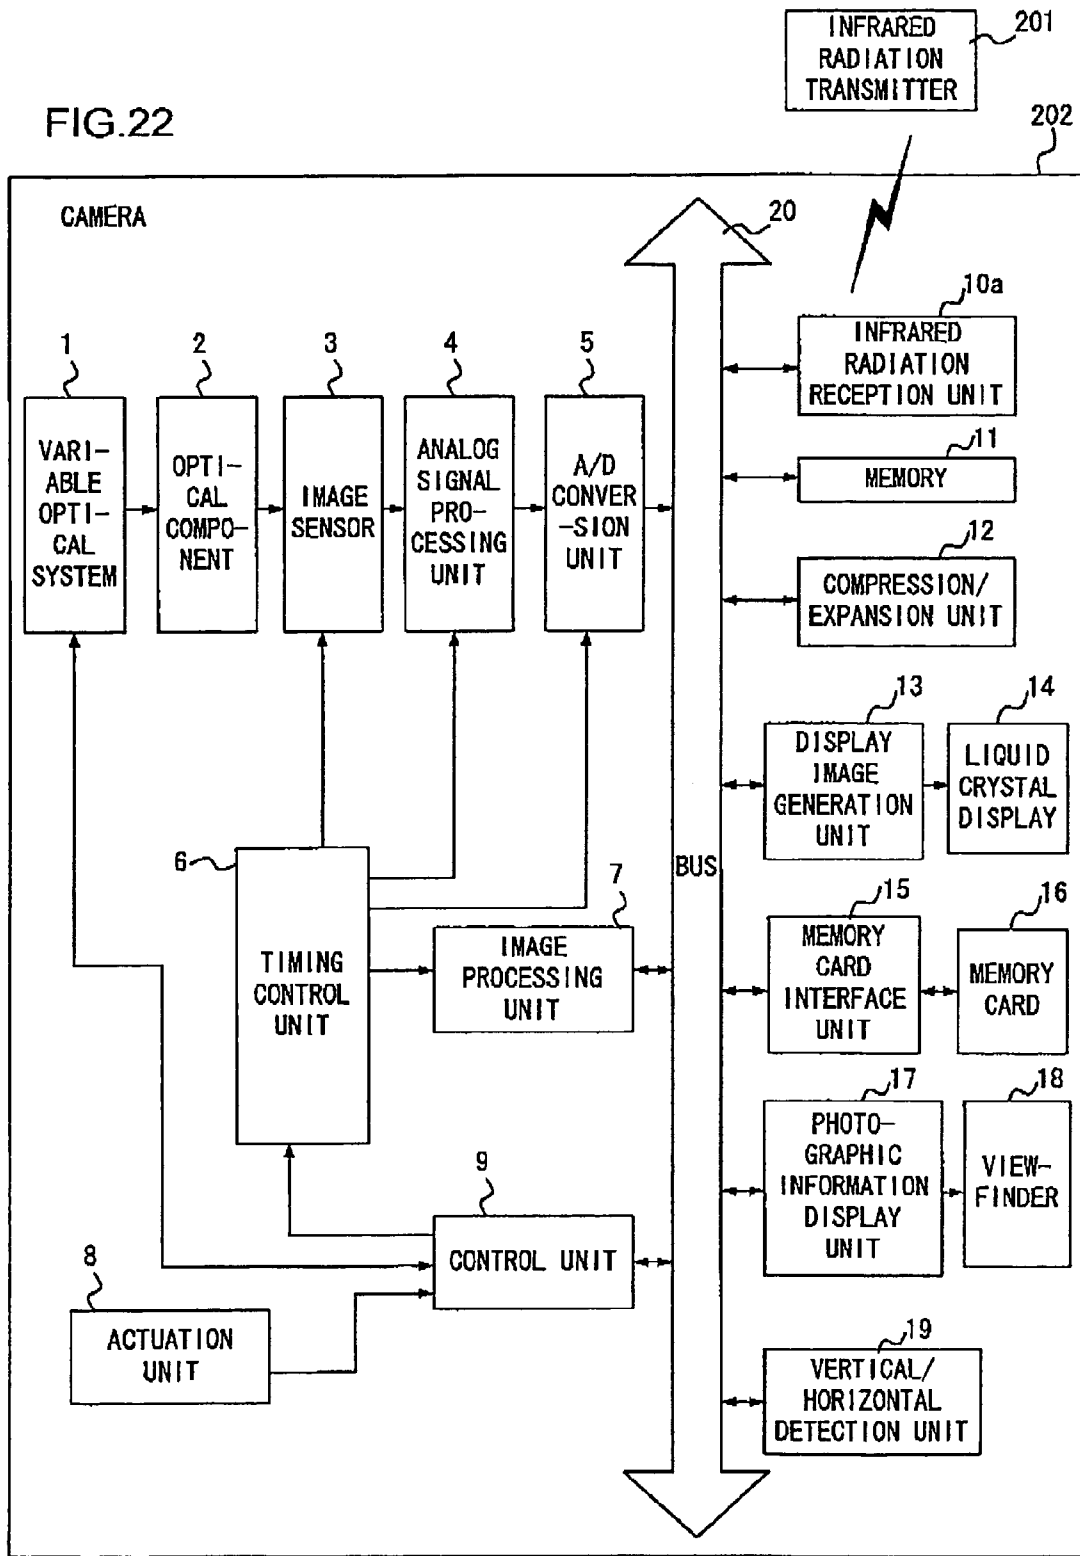 INFRARED
RADIATION
TRANSMITTER
201
FIG.22
202
CAMERA
20
10a
INFRARED
RADIATION
RECEPTION UNIT
1
2
3
4
5
VARI-
ABLE
OPTI-
CAL
SYSTEM
OPTI-
CAL
COMPO-
NENT
IMAGE
SENSOR
ANALOG
SIGNAL
PRO-
CESSING
UNIT
A/D
CONVER
-SION
UNIT
11
MEMORY
12
COMPRESSION/
EXPANSION UNIT
13
DISPLAY
IMAGE
GENERATION
UNIT
14
LIQUID
CRYSTAL
DISPLAY
BUS
6
TIMING
CONTROL
UNIT
7
IMAGE
PROCESSING
UNIT
15
MEMORY
CARD
INTERFACE
UNIT
16
MEMORY
CARD
17
PHOTO-
GRAPHIC
INFORMATION
DISPLAY
UNIT
18
VIEW-
FINDER
9
CONTROL UNIT
8
ACTUATION
UNIT
19
VERTICAL/
HORIZONTAL
DETECTION UNIT